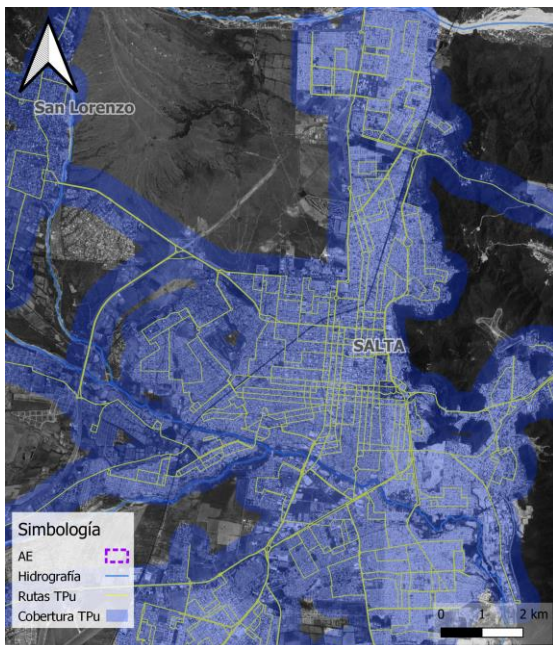 San Lorenzo
SALTA
Simbología
AE
Hidrografía
Rutas TPu
Cobertura TPu
0 1 2 km